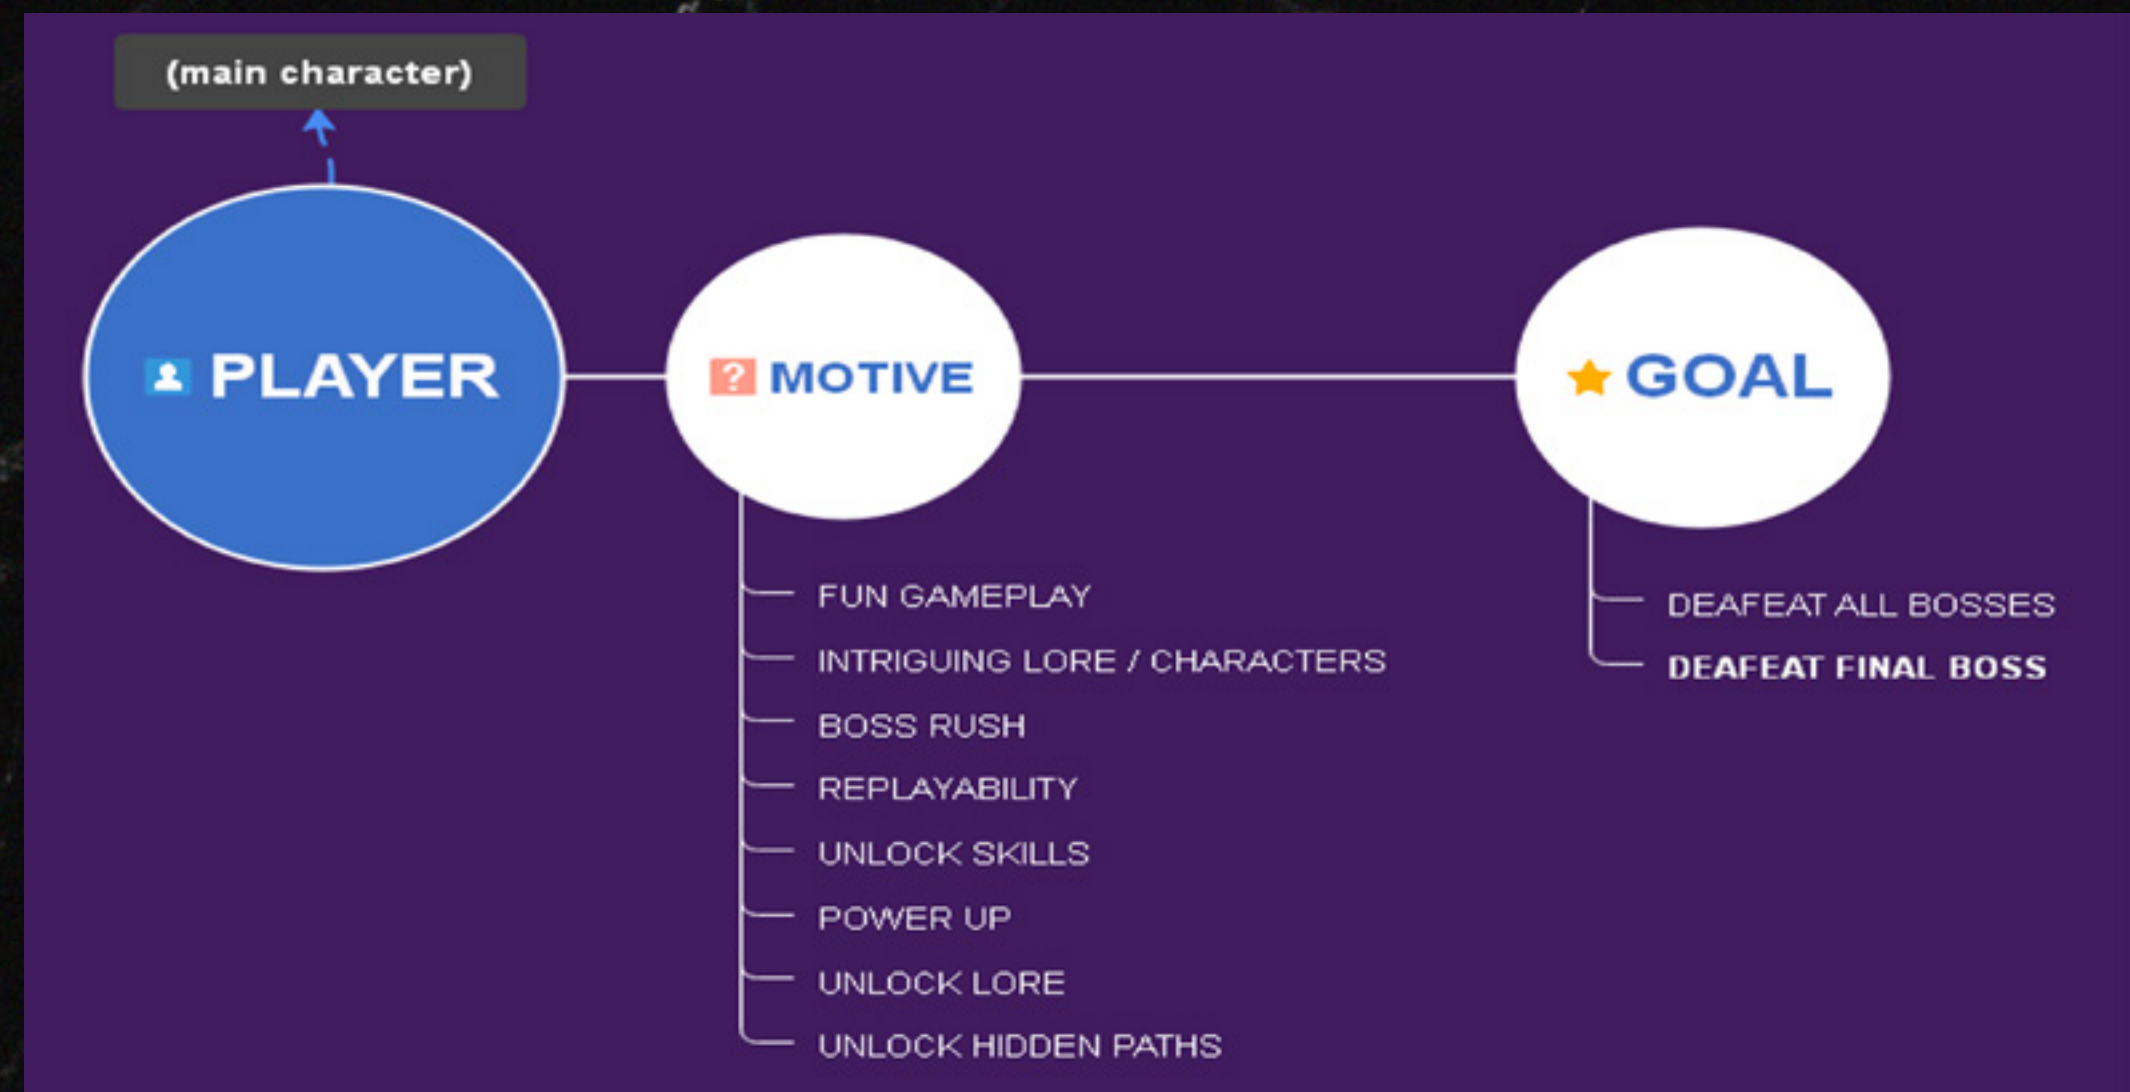 (main character)
PLAYER
MOTIVE
GOAL
FUN GAMEPLAY
INTRIGUING LORE / CHARACTERS
BOSS RUSH
REPLAYABILITY
UNLOCK SKILLS
POWER UP
UNLOCK LORE
UNLOCK HIDDEN PATHS
DEAFEAT ALL BOSSES
DEAFEAT FINAL BOSS